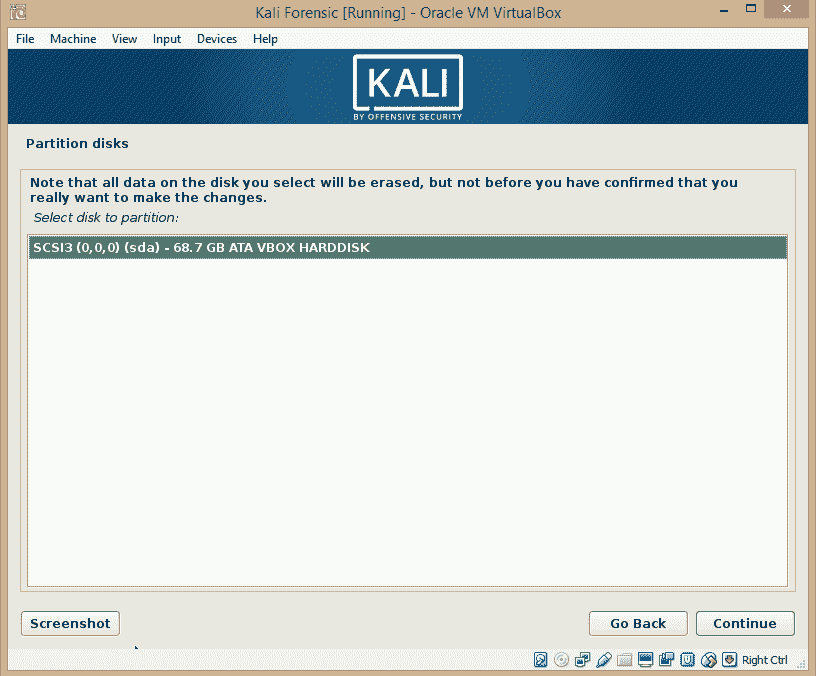 Kali Forensic [Running] - Oracle VM VirtualBox
File Machine View Input Devices Help
KALI
BY OFFENSIVE SECURITY
Partition disks
Note that all data on the disk you select will be erased, but not before you have confirmed that you
really want to make the changes.
Select disk to partition:
SCSI3 (0,0,0) (sda) - 68.7 GB ATA VBOX HARDDISK
Screenshot Go Back Continue
Right Ctrl